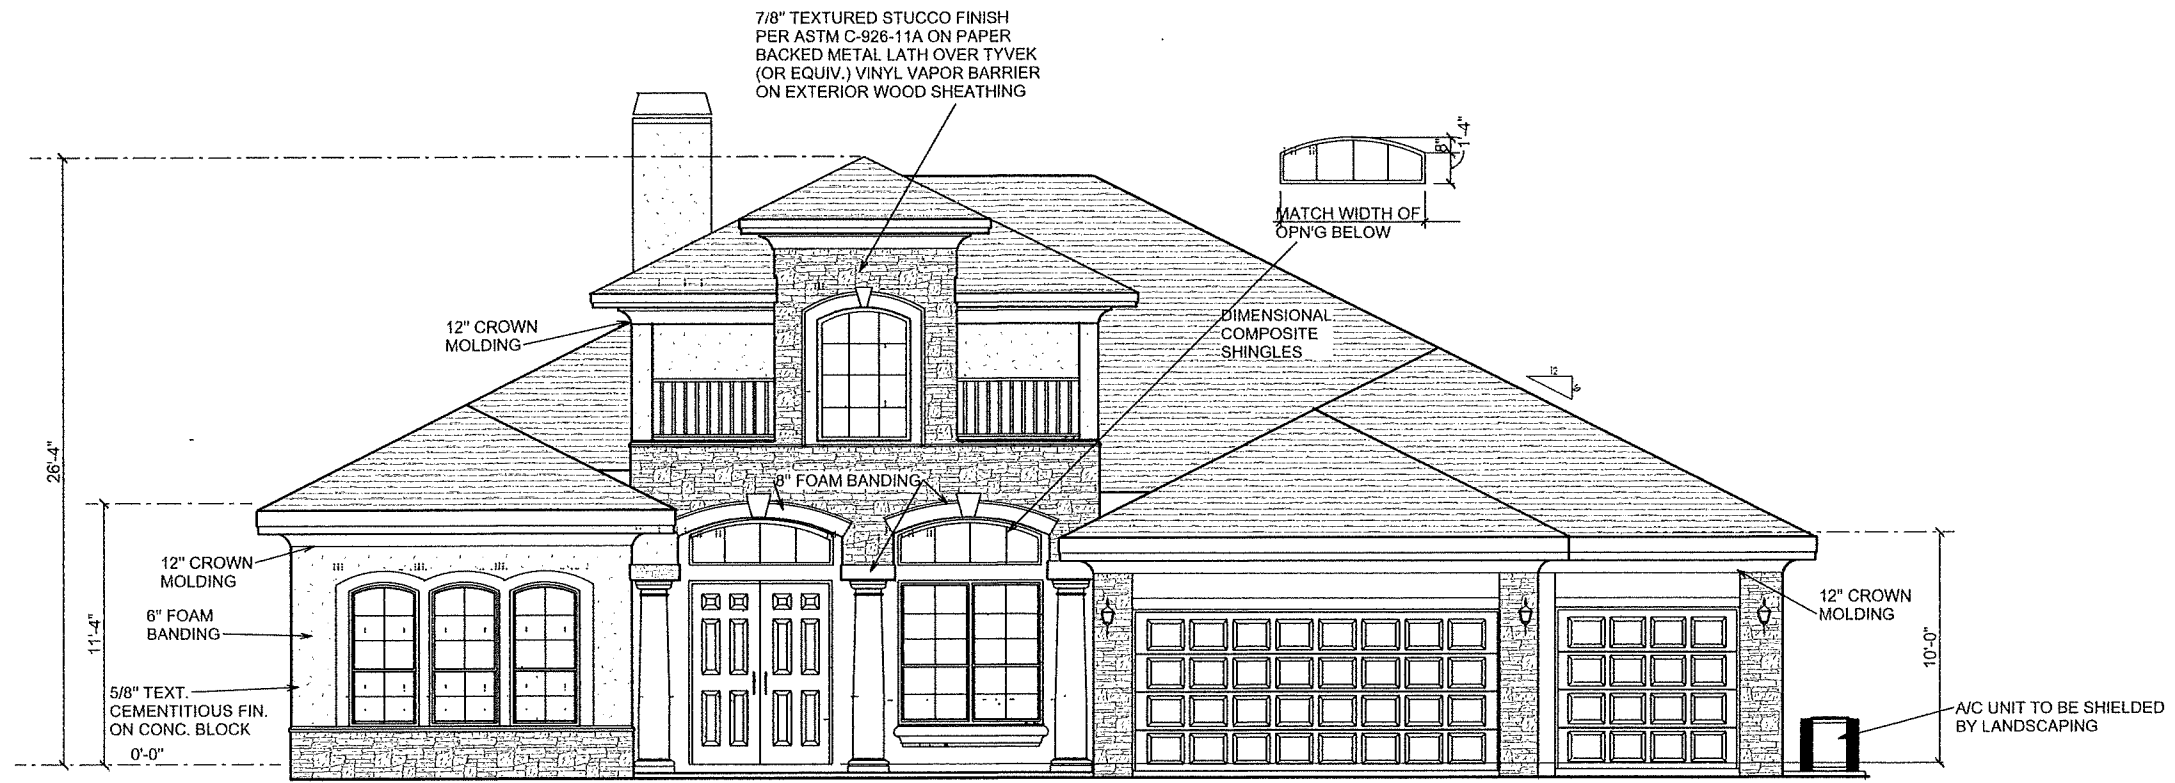 7/8" TEXTURED STUCCO FINISH
PER ASTM C-926-11A ON PAPER
BACKED METAL LATH OVER TYVEK
(OR EQUIV.) VINYL VAPOR BARRIER
ON EXTERIOR WOOD SHEATHING
8"
1'-4"
MATCH WIDTH OF
OPN'G BELOW
12" CROWN
MOLDING
DIMENSIONAL
COMPOSITE
SHINGLES
12
6
26'-4"
8" FOAM BANDING
12" CROWN
MOLDING
6" FOAM
BANDING
11'-4"
5/8" TEXT.
CEMENTITIOUS FIN.
ON CONC. BLOCK
0'-0"
12" CROWN
MOLDING
10'-0"
A/C UNIT TO BE SHIELDED
BY LANDSCAPING